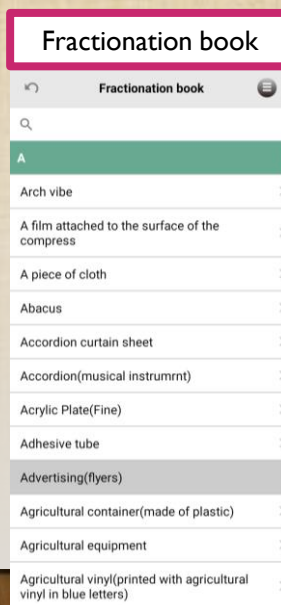 Fractionation book
Fractionation book
A
Arch vibe
A film attached to the surface of the
compress
A piece of cloth
Abacus
Accordion curtain sheet
Accordion(musical instrumrnt)
Acrylic Plate(Fine)
Adhesive tube
Advertising(flyers)
Agricultural container(made of plastic)
Agricultural equipment
Agricultural vinyl(printed with agricultural
vinyl in blue letters)